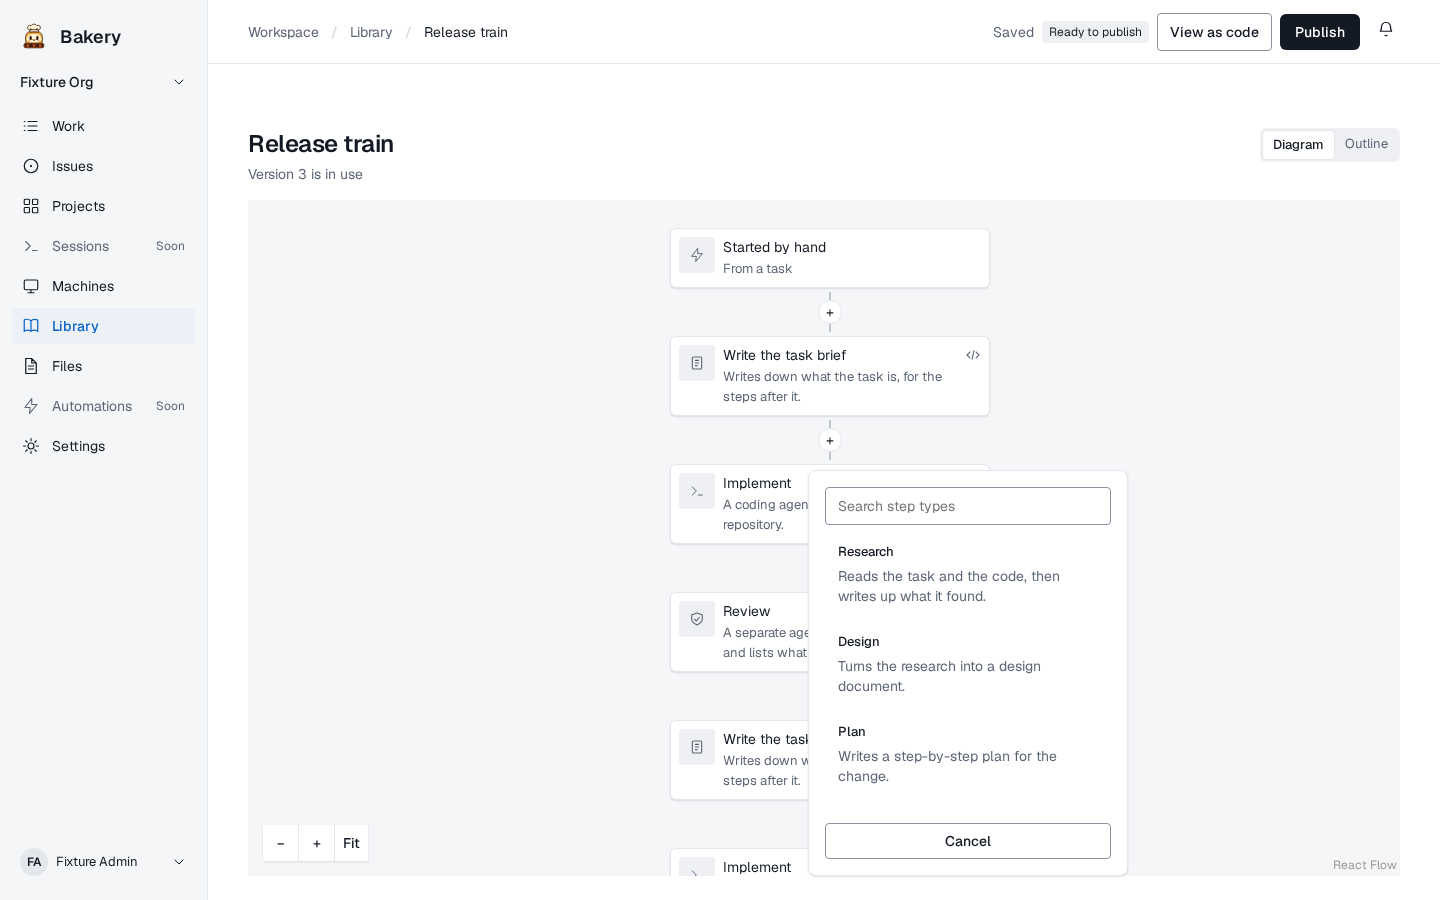 Bakery
Fixture Org
Work
Issues
Projects
Sessions Soon
Machines
Library
Files
Automations Soon
Settings
FA Fixture Admin
Workspace / Library / Release train
Saved Ready to publish View as code Publish
Release train
Version 3 is in use
Diagram Outline
Started by hand
From a task
+
Write the task brief
Writes down what the task is, for the
steps after it.
+
Implement
A coding agen
repository.
Review
A separate age
and lists what
Write the task
Writes down w
steps after it.
Implement
Search step types
Research
Reads the task and the code, then
writes up what it found.
Design
Turns the research into a design
document.
Plan
Writes a step-by-step plan for the
change.
Cancel
− + Fit
React Flow